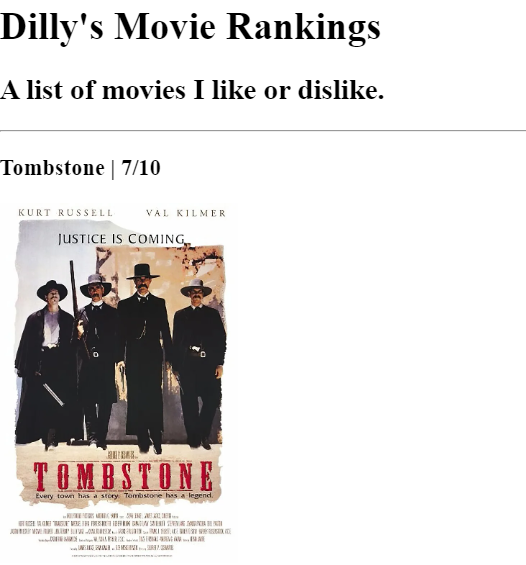 Dilly's Movie Rankings
A list of movies I like or dislike.
Tombstone | 7/10
KURT RUSSELL VAL KILMER
JUSTICE IS COMING
TOMBSTONE
Every town has a story. Tombstone has a legend.